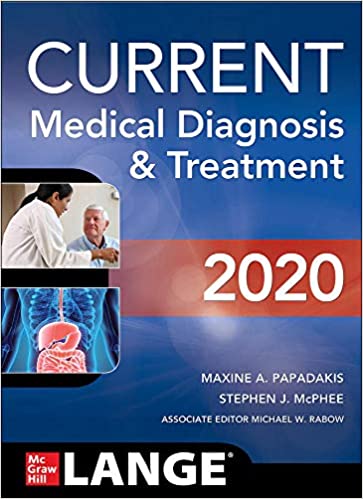 CURRENT
Medical Diagnosis
& Treatment
2020
MAXINE A. PAPADAKIS
STEPHEN J. McPHEE
ASSOCIATE EDITOR MICHAEL W. RABOW
Mc
Graw
Hill
LANGE®